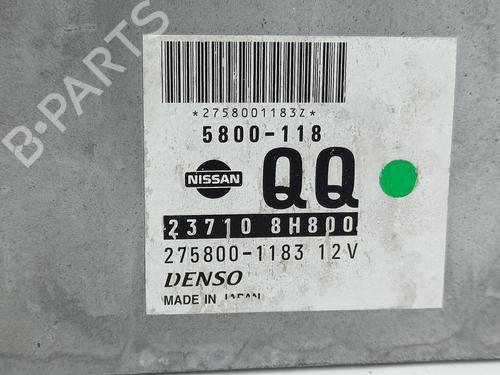 B-PARTS
*2758001183Z*
5800-118
NISSAN
QQ
23710 8H800
275800-1183 12V
DENSO
MADE IN JAPAN